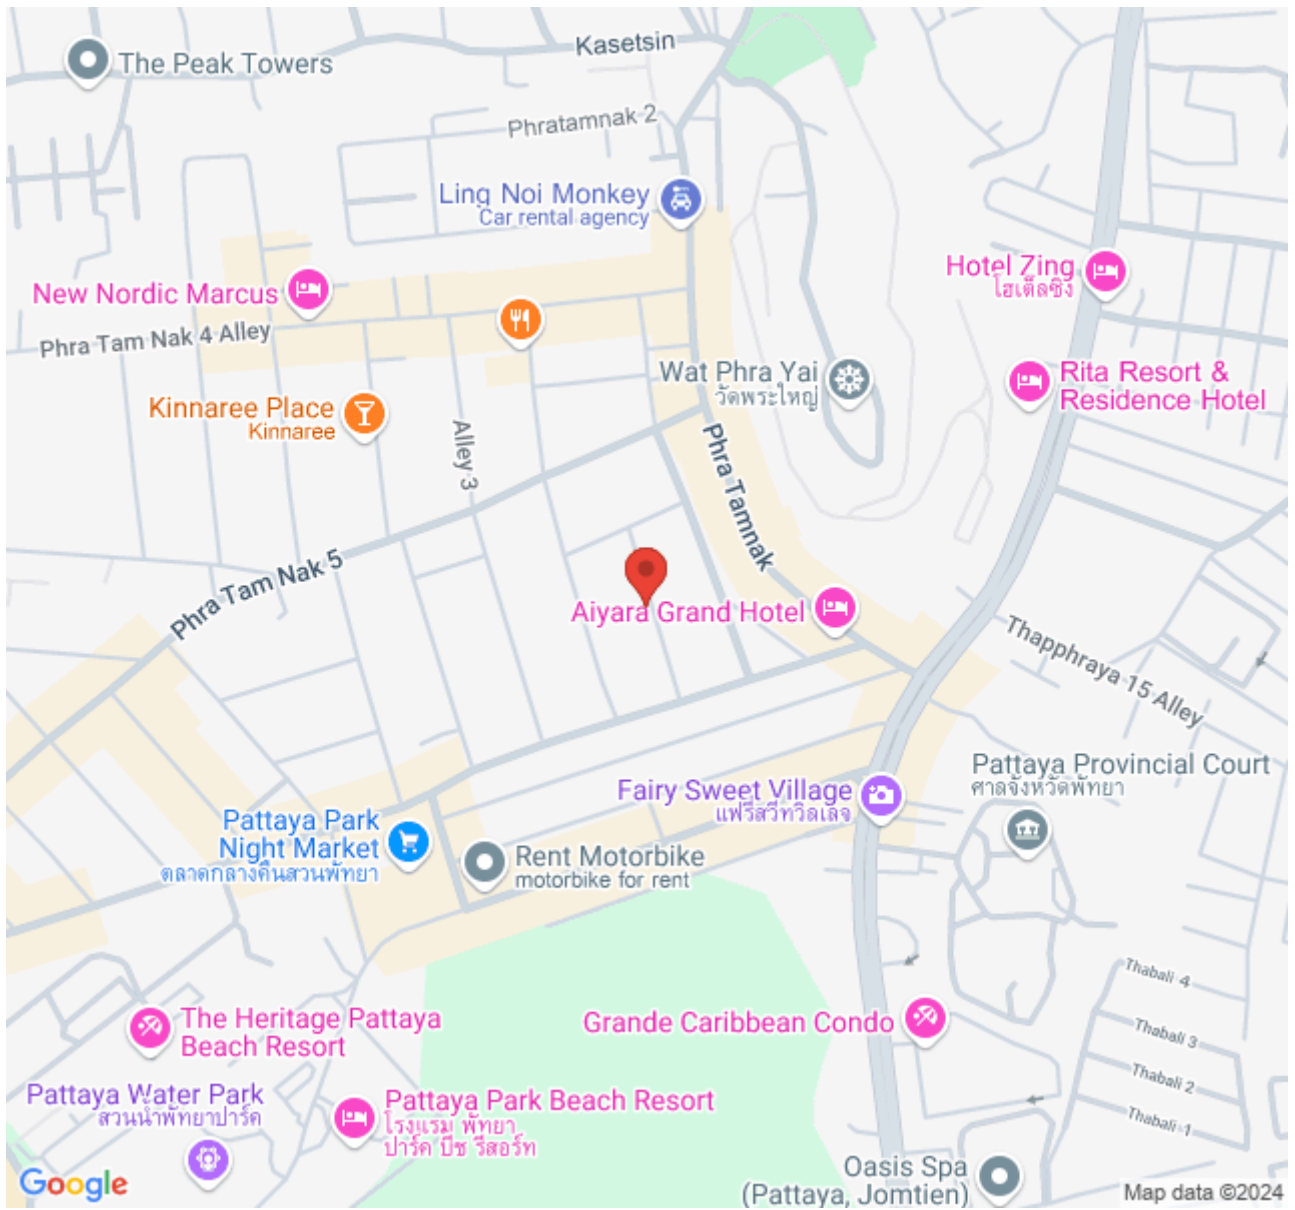 Kasetsin
The Peak Towers
Phratamnak 2
Ling Noi Monkey
Car rental agency
Hotel Zing
โฮเต็ลซิง
New Nordic Marcus
Phra Tam Nak 4 Alley
Wat Phra Yai
วัดพระใหญ่
Rita Resort &
Residence Hotel
Kinnaree Place
Kinnaree
Alley 3
Phra Tamnak
Phra Tam Nak 5
Aiyara Grand Hotel
Thapphraya 15 Alley
Pattaya Provincial Court
ศาลจังหวัดพัทยา
Fairy Sweet Village
แฟรี่สวีทวิลเลจ
Pattaya Park
Night Market
ตลาดกลางคืนสวนพัทยา
Rent Motorbike
motorbike for rent
Thabali 4
The Heritage Pattaya
Beach Resort
Grande Caribbean Condo
Thabali 3
Thabali 2
Pattaya Water Park
สวนน้ำพัทยาปาร์ค
Pattaya Park Beach Resort
โรงแรม พัทยา
ปาร์ค บีช รีสอร์ท
Thabali 1
Oasis Spa
(Pattaya, Jomtien)
Google
Map data ©2024